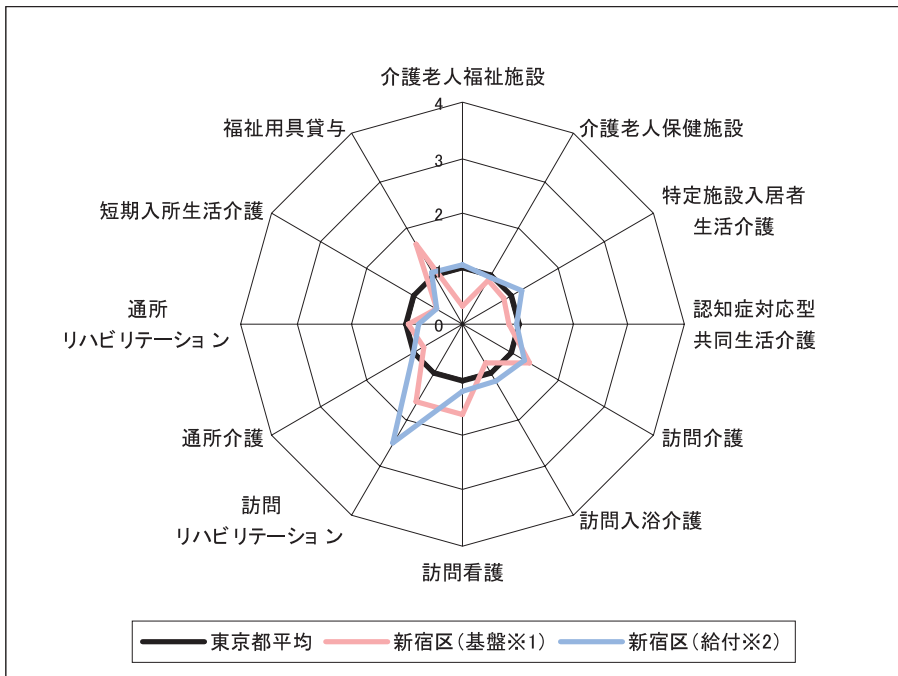 介護老人福祉施設
4
福祉用具貸与
介護老人保健施設
3
短期入所生活介護
特定施設入居者
生活介護
2
1
通所
リハビリテーション
0
認知症対応型
共同生活介護
通所介護
訪問介護
訪問
リハビリテーション
訪問入浴介護
訪問看護
東京都平均
新宿区(基盤※1)
新宿区(給付※2)